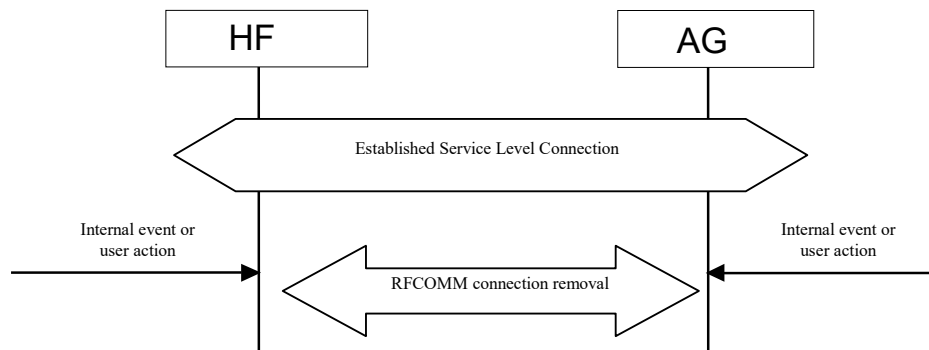 HF
AG
Established Service Level Connection
Internal event or
user action
Internal event or
user action
RFCOMM connection removal